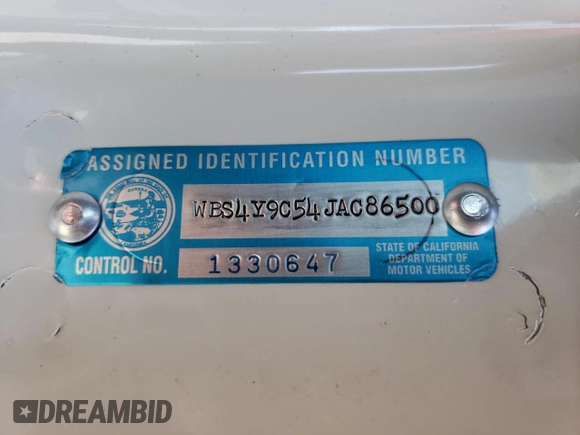 ASSIGNED IDENTIFICATION NUMBER
WBS4Y9C54JAC86500
CONTROL NO. 1330647
STATE OF CALIFORNIA
DEPARTMENT OF
MOTOR VEHICLES
DREAMBID